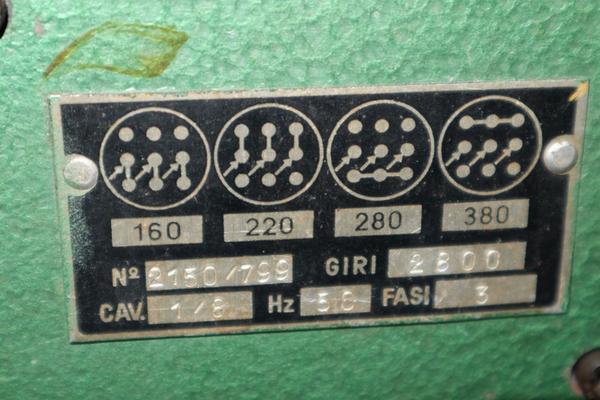 160 220 280 380
Nº 2150/799 GIRI 2800
CAV. 1/8 Hz 50 FASI 3